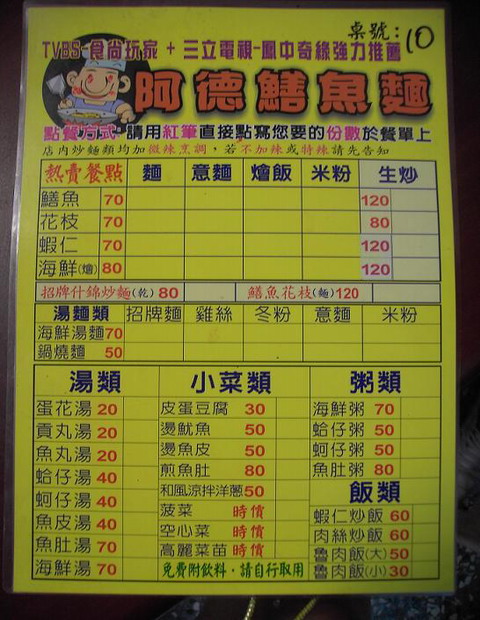 桌號:10
TVBS-食尚玩家 + 三立電視-鳳中奇緣強力推薦
阿德鱔魚麵
點餐方式-請用紅筆直接點寫您要的份數於餐單上
店內炒麵類均加微辣烹調,若不加辣或特辣請先告知
熱賣餐點 麵 意麵 燴飯 米粉 生炒
鱔魚 70 120
花枝 70 80
蝦仁 70 120
海鮮(燴) 80 120
招牌什錦炒麵(乾) 80 鱔魚花枝(麵)120
湯麵類 招牌麵 雞絲 冬粉 意麵 米粉
海鮮湯麵 70
鍋燒麵 50
湯類
蛋花湯 20
貢丸湯 20
魚丸湯 20
蛤仔湯 40
蚵仔湯 40
魚皮湯 40
魚肚湯 70
海鮮湯 70
小菜類
皮蛋豆腐 30
燙魷魚 50
燙魚皮 50
煎魚肚 80
和風涼拌洋蔥50
菠菜 時價
空心菜 時價
高麗菜苗 時價
免費附飲料,請自行取用
粥類
海鮮粥 70
蛤仔粥 50
蚵仔粥 50
魚肚粥 80
飯類
蝦仁炒飯 60
肉絲炒飯 60
魯肉飯(大) 50
魯肉飯(小) 30